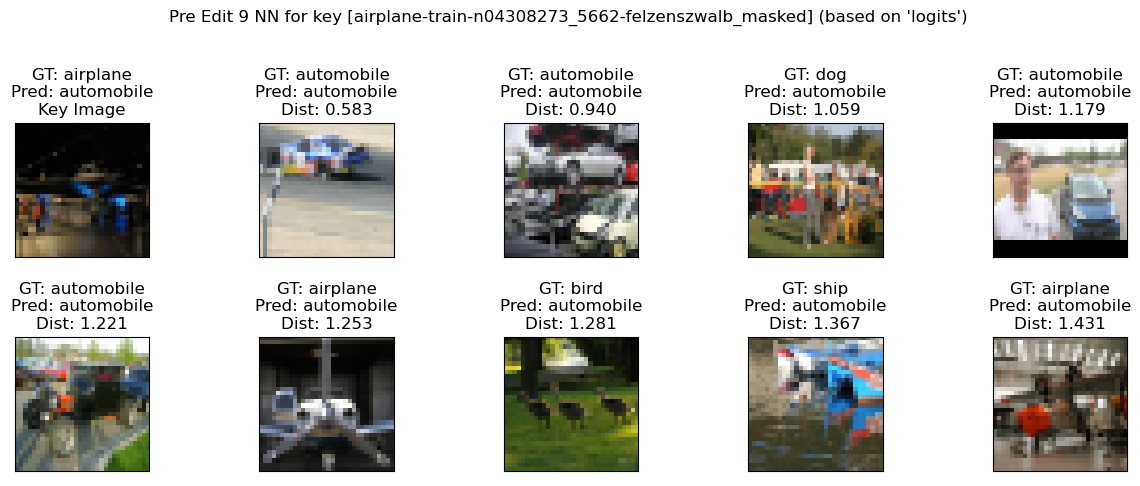 Pre Edit 9 NN for key [airplane-train-n04308273_5662-felzenszwalb_masked] (based on 'logits')
GT: airplane
Pred: automobile
Key Image
GT: automobile
Pred: automobile
Dist: 0.583
GT: automobile
Pred: automobile
Dist: 0.940
GT: dog
Pred: automobile
Dist: 1.059
GT: automobile
Pred: automobile
Dist: 1.179
GT: automobile
Pred: automobile
Dist: 1.221
GT: airplane
Pred: automobile
Dist: 1.253
GT: bird
Pred: automobile
Dist: 1.281
GT: ship
Pred: automobile
Dist: 1.367
GT: airplane
Pred: automobile
Dist: 1.431